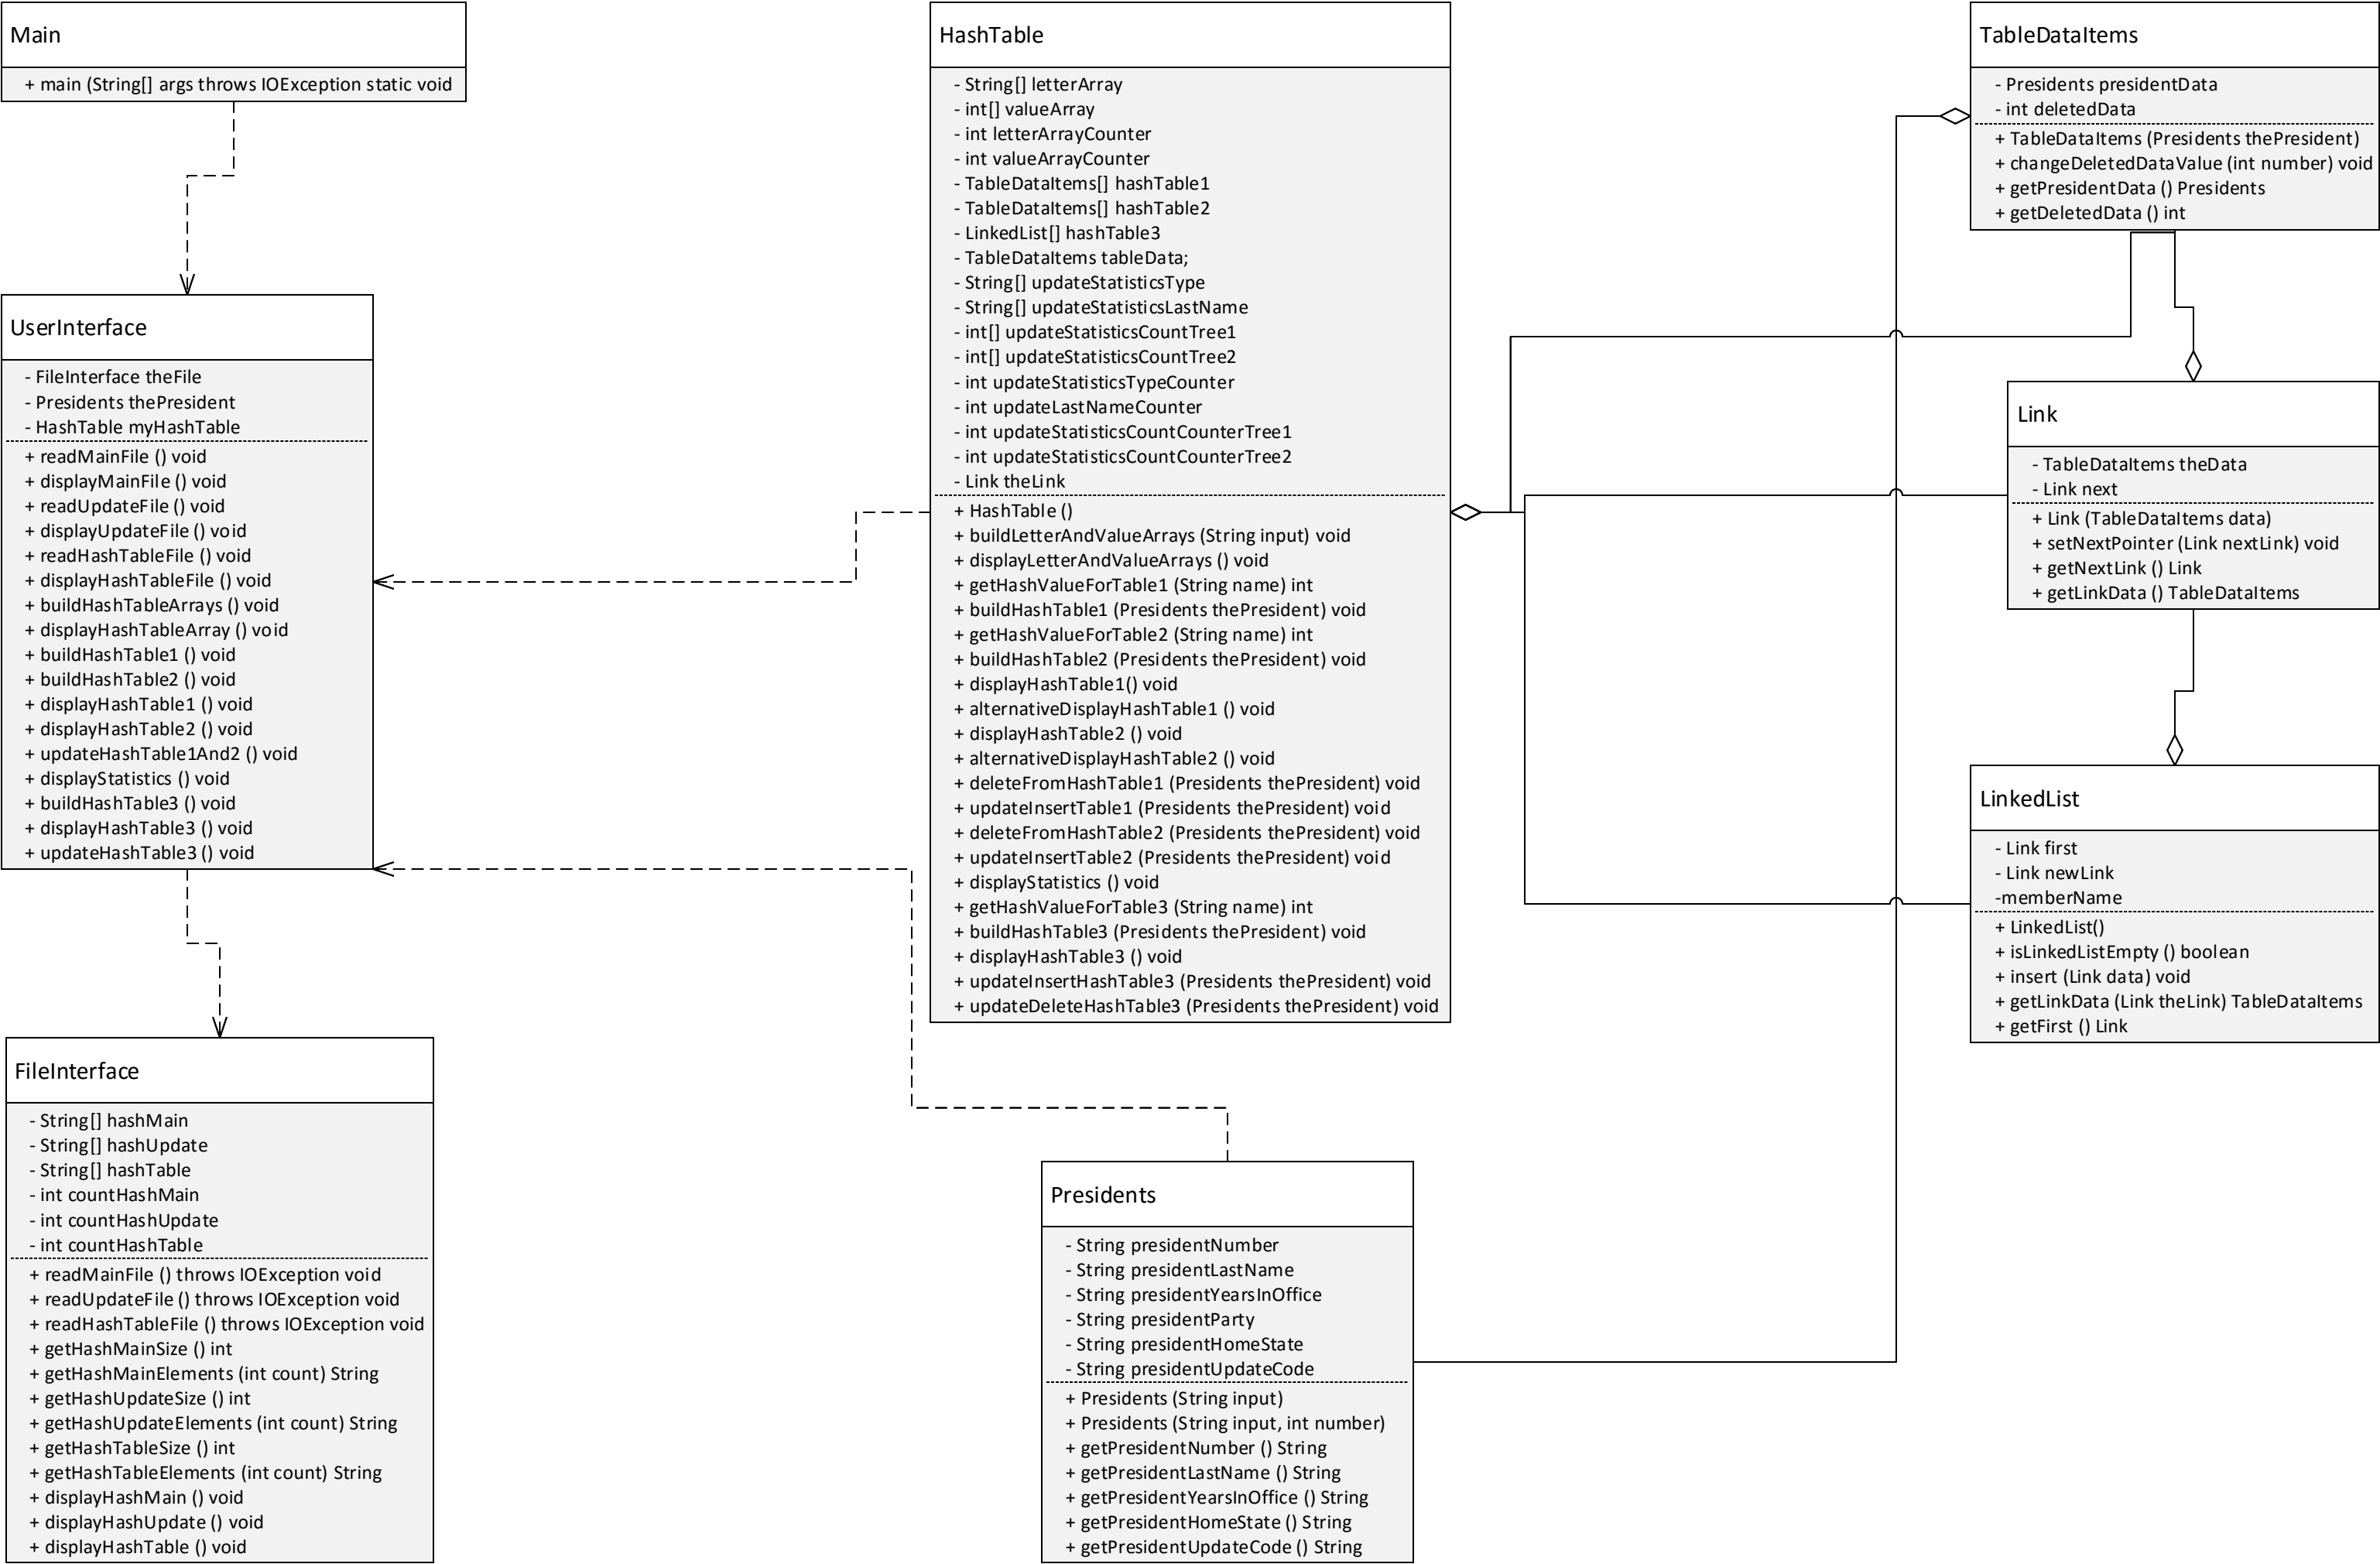 Main
+ main (String[] args throws IOException static void
UserInterface
- FileInterface theFile
- Presidents thePresident
- HashTable myHashTable
+ readMainFile () void
+ displayMainFile () void
+ readUpdateFile () void
+ displayUpdateFile () void
+ readHashTableFile () void
+ displayHashTableFile () void
+ buildHashTableArrays () void
+ displayHashTableArray () void
+ buildHashTable1 () void
+ buildHashTable2 () void
+ displayHashTable1 () void
+ displayHashTable2 () void
+ updateHashTable1And2 () void
+ displayStatistics () void
+ buildHashTable3 () void
+ displayHashTable3 () void
+ updateHashTable3 () void
FileInterface
- String[] hashMain
- String[] hashUpdate
- String[] hashTable
- int countHashMain
- int countHashUpdate
- int countHashTable
+ readMainFile () throws IOException void
+ readUpdateFile () throws IOException void
+ readHashTableFile () throws IOException void
+ getHashMainSize () int
+ getHashMainElements (int count) String
+ getHashUpdateSize () int
+ getHashUpdateElements (int count) String
+ getHashTableSize () int
+ getHashTableElements (int count) String
+ displayHashMain () void
+ displayHashUpdate () void
+ displayHashTable () void
HashTable
- String[] letterArray
- int[] valueArray
- int letterArrayCounter
- int valueArrayCounter
- TableDataItems[] hashTable1
- TableDataItems[] hashTable2
- LinkedList[] hashTable3
- TableDataItems tableData;
- String[] updateStatisticsType
- String[] updateStatisticsLastName
- int[] updateStatisticsCountTree1
- int[] updateStatisticsCountTree2
- int updateStatisticsTypeCounter
- int updateLastNameCounter
- int updateStatisticsCountCounterTree1
- int updateStatisticsCountCounterTree2
- Link theLink
+ HashTable ()
+ buildLetterAndValueArrays (String input) void
+ displayLetterAndValueArrays () void
+ getHashValueForTable1 (String name) int
+ buildHashTable1 (Presidents thePresident) void
+ getHashValueForTable2 (String name) int
+ buildHashTable2 (Presidents thePresident) void
+ displayHashTable1() void
+ alternativeDisplayHashTable1 () void
+ displayHashTable2 () void
+ alternativeDisplayHashTable2 () void
+ deleteFromHashTable1 (Presidents thePresident) void
+ updateInsertTable1 (Presidents thePresident) void
+ deleteFromHashTable2 (Presidents thePresident) void
+ updateInsertTable2 (Presidents thePresident) void
+ displayStatistics () void
+ getHashValueForTable3 (String name) int
+ buildHashTable3 (Presidents thePresident) void
+ displayHashTable3 () void
+ updateInsertHashTable3 (Presidents thePresident) void
+ updateDeleteHashTable3 (Presidents thePresident) void
Presidents
- String presidentNumber
- String presidentLastName
- String presidentYearsInOffice
- String presidentParty
- String presidentHomeState
- String presidentUpdateCode
+ Presidents (String input)
+ Presidents (String input, int number)
+ getPresidentNumber () String
+ getPresidentLastName () String
+ getPresidentYearsInOffice () String
+ getPresidentHomeState () String
+ getPresidentUpdateCode () String
TableDataItems
- Presidents presidentData
- int deletedData
+ TableDataItems (Presidents thePresident)
+ changeDeletedDataValue (int number) void
+ getPresidentData () Presidents
+ getDeletedData () int
Link
- TableDataItems theData
- Link next
+ Link (TableDataItems data)
+ setNextPointer (Link nextLink) void
+ getNextLink () Link
+ getLinkData () TableDataItems
LinkedList
- Link first
- Link newLink
-memberName
+ LinkedList()
+ isLinkedListEmpty () boolean
+ insert (Link data) void
+ getLinkData (Link theLink) TableDataItems
+ getFirst () Link